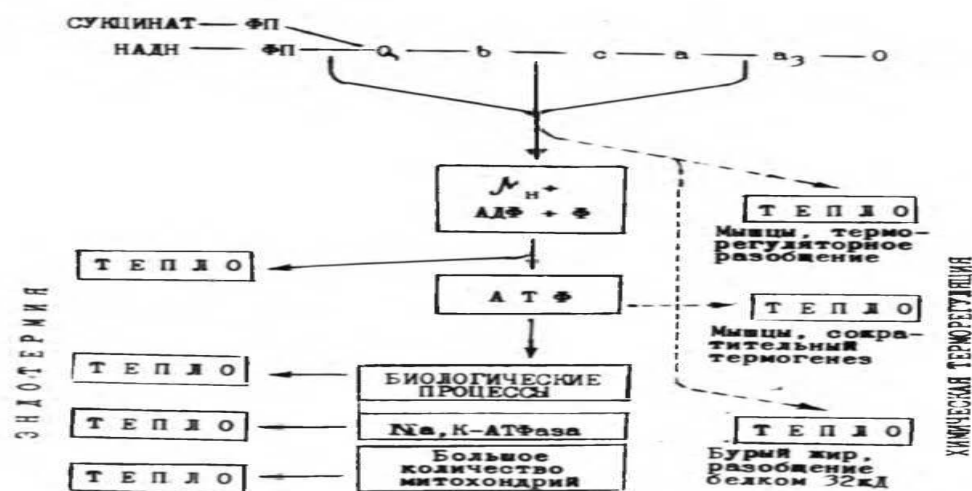 СУКЦИНАТ — ФП
НАДН — ФП — Q — b — c — a — a₃ — O
μ H+
АДФ + Ф
ТЕПЛО
Мышцы, термо-
регуляторное
разобщение
ТЕПЛО
АТФ
ТЕПЛО
Мышцы, сокра-
тительный
термогенез
ТЕПЛО
БИОЛОГИЧЕСКИЕ
ПРОЦЕССЫ
ТЕПЛО
Na, К-АТФаза
ТЕПЛО
Бурый жир,
разобщение
белком 32кД
ТЕПЛО
Большое
количество
митохондрий
ЭНДОТЕРМИЯ
ХИМИЧЕСКАЯ ТЕРМОРЕГУЛЯЦИЯ